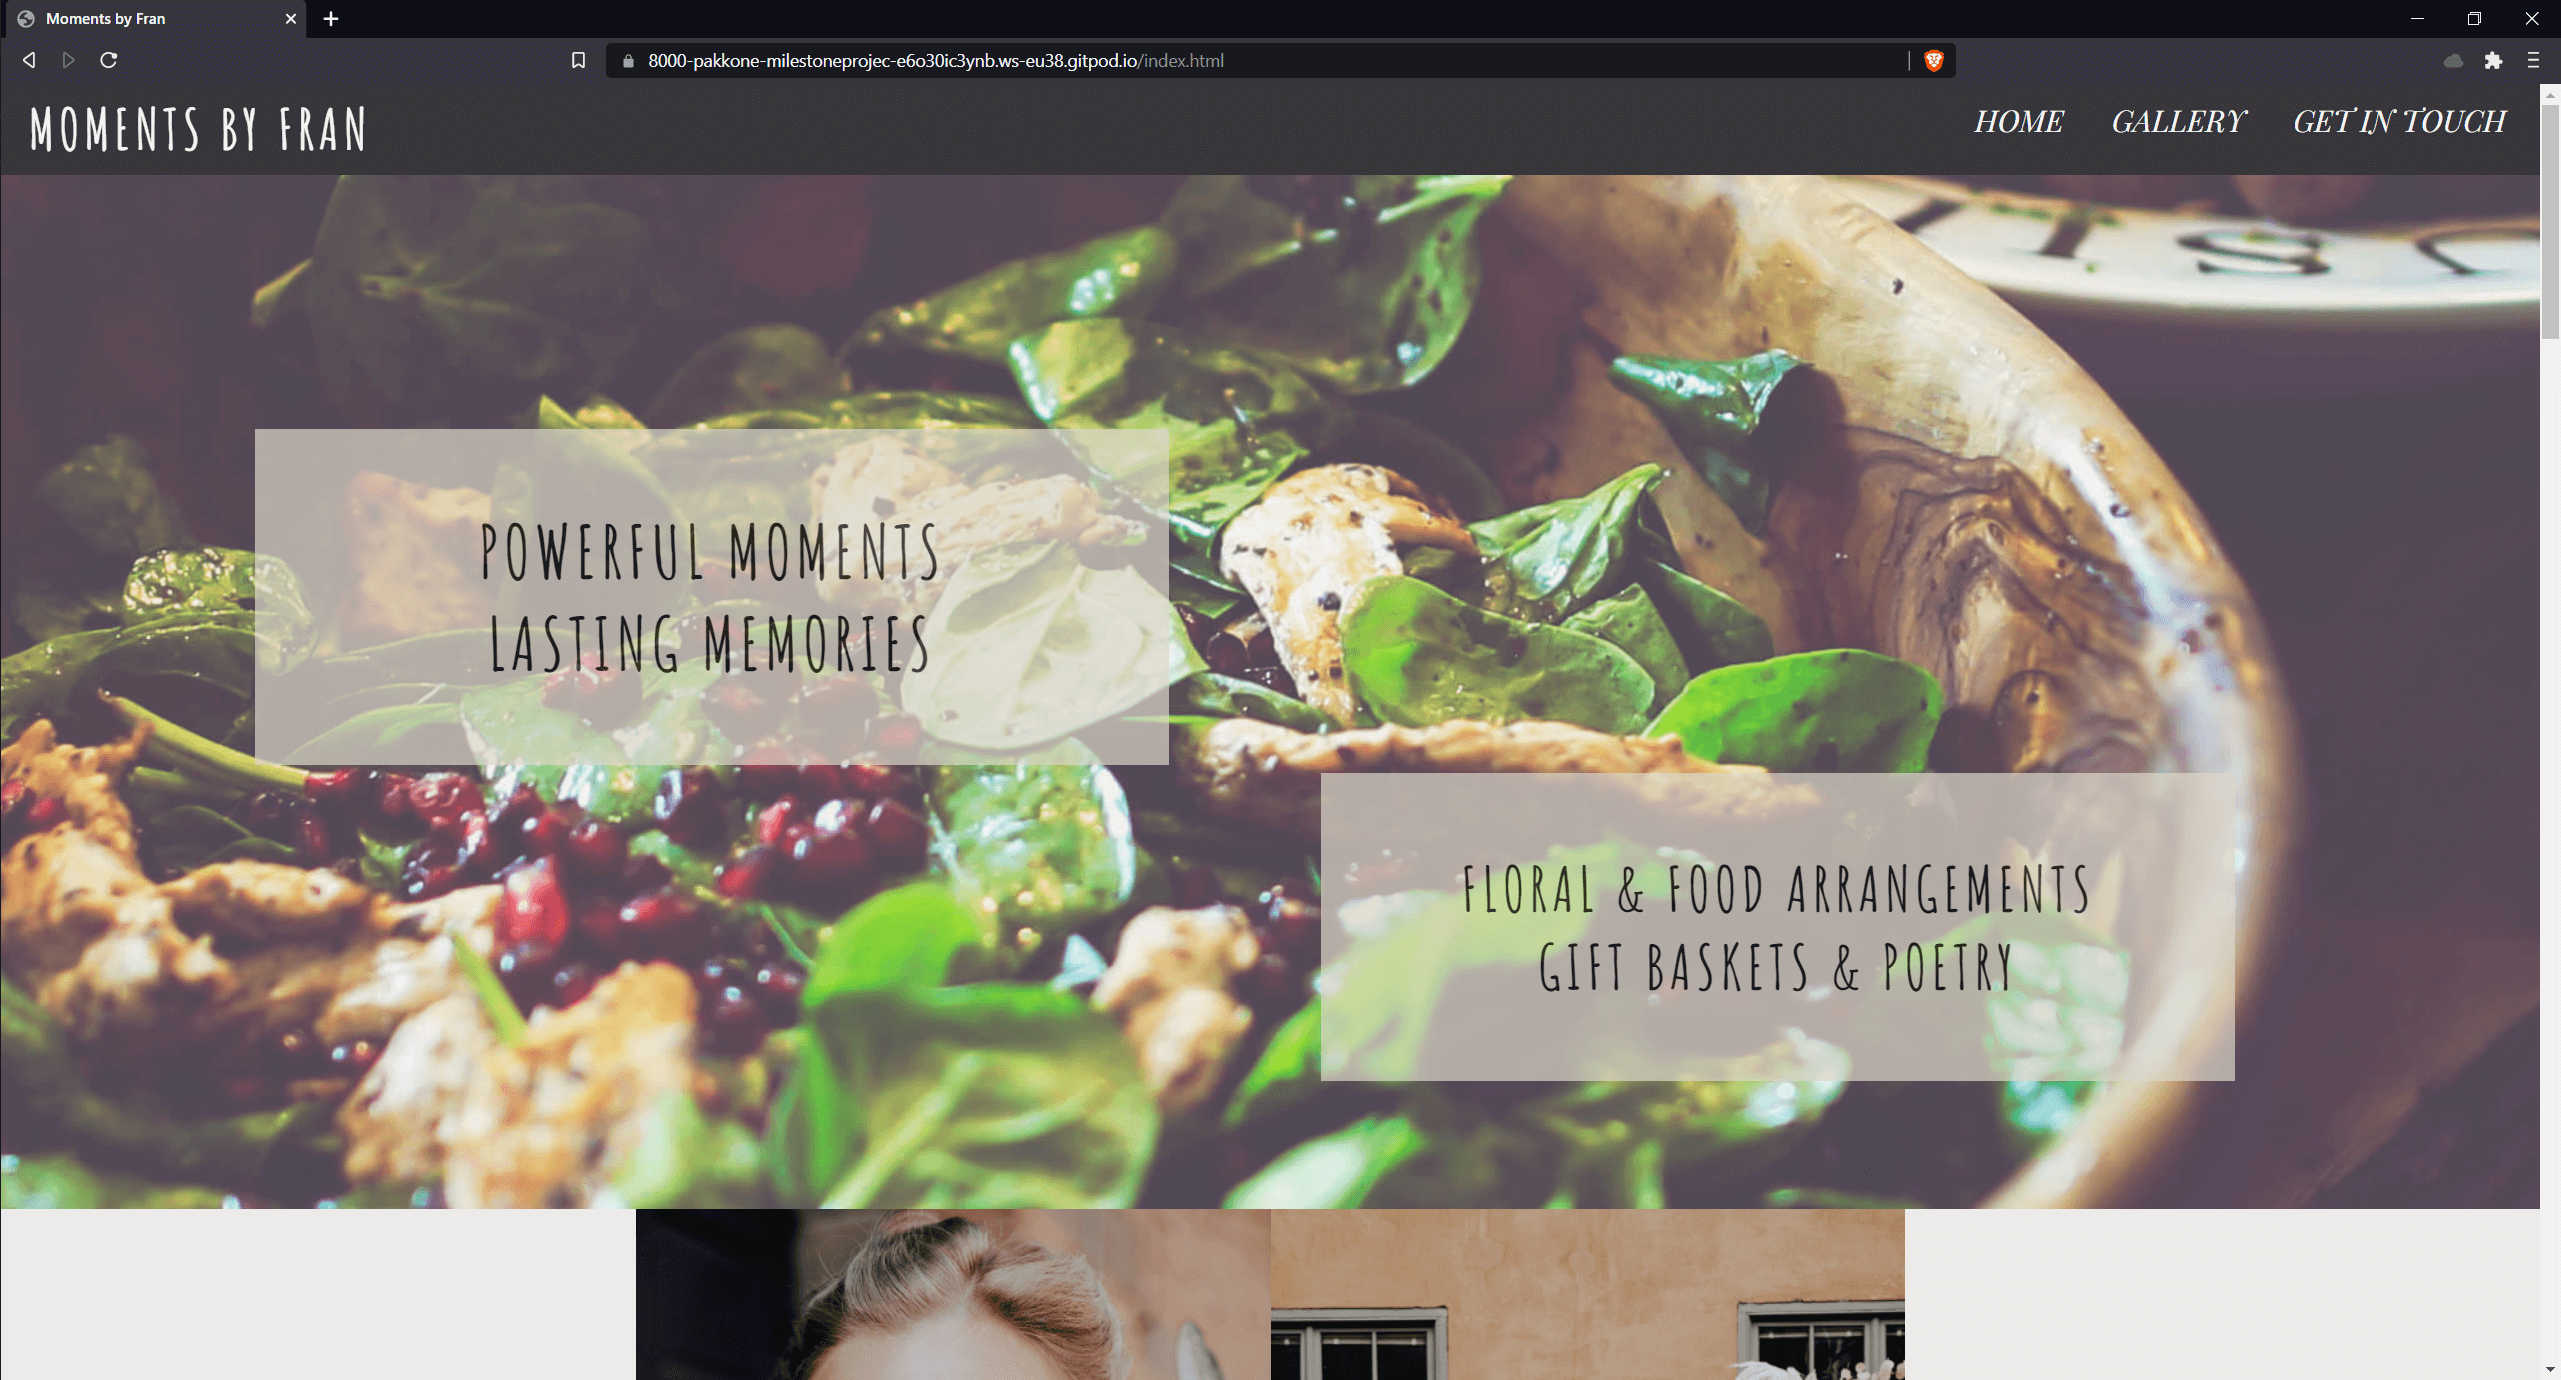 Moments by Fran
8000-pakkone-milestoneprojec-e6o30ic3ynb.ws-eu38.gitpod.io/index.html
MOMENTS BY FRAN
HOME GALLERY GET IN TOUCH
POWERFUL MOMENTS
LASTING MEMORIES
FLORAL & FOOD ARRANGEMENTS
GIFT BASKETS & POETRY